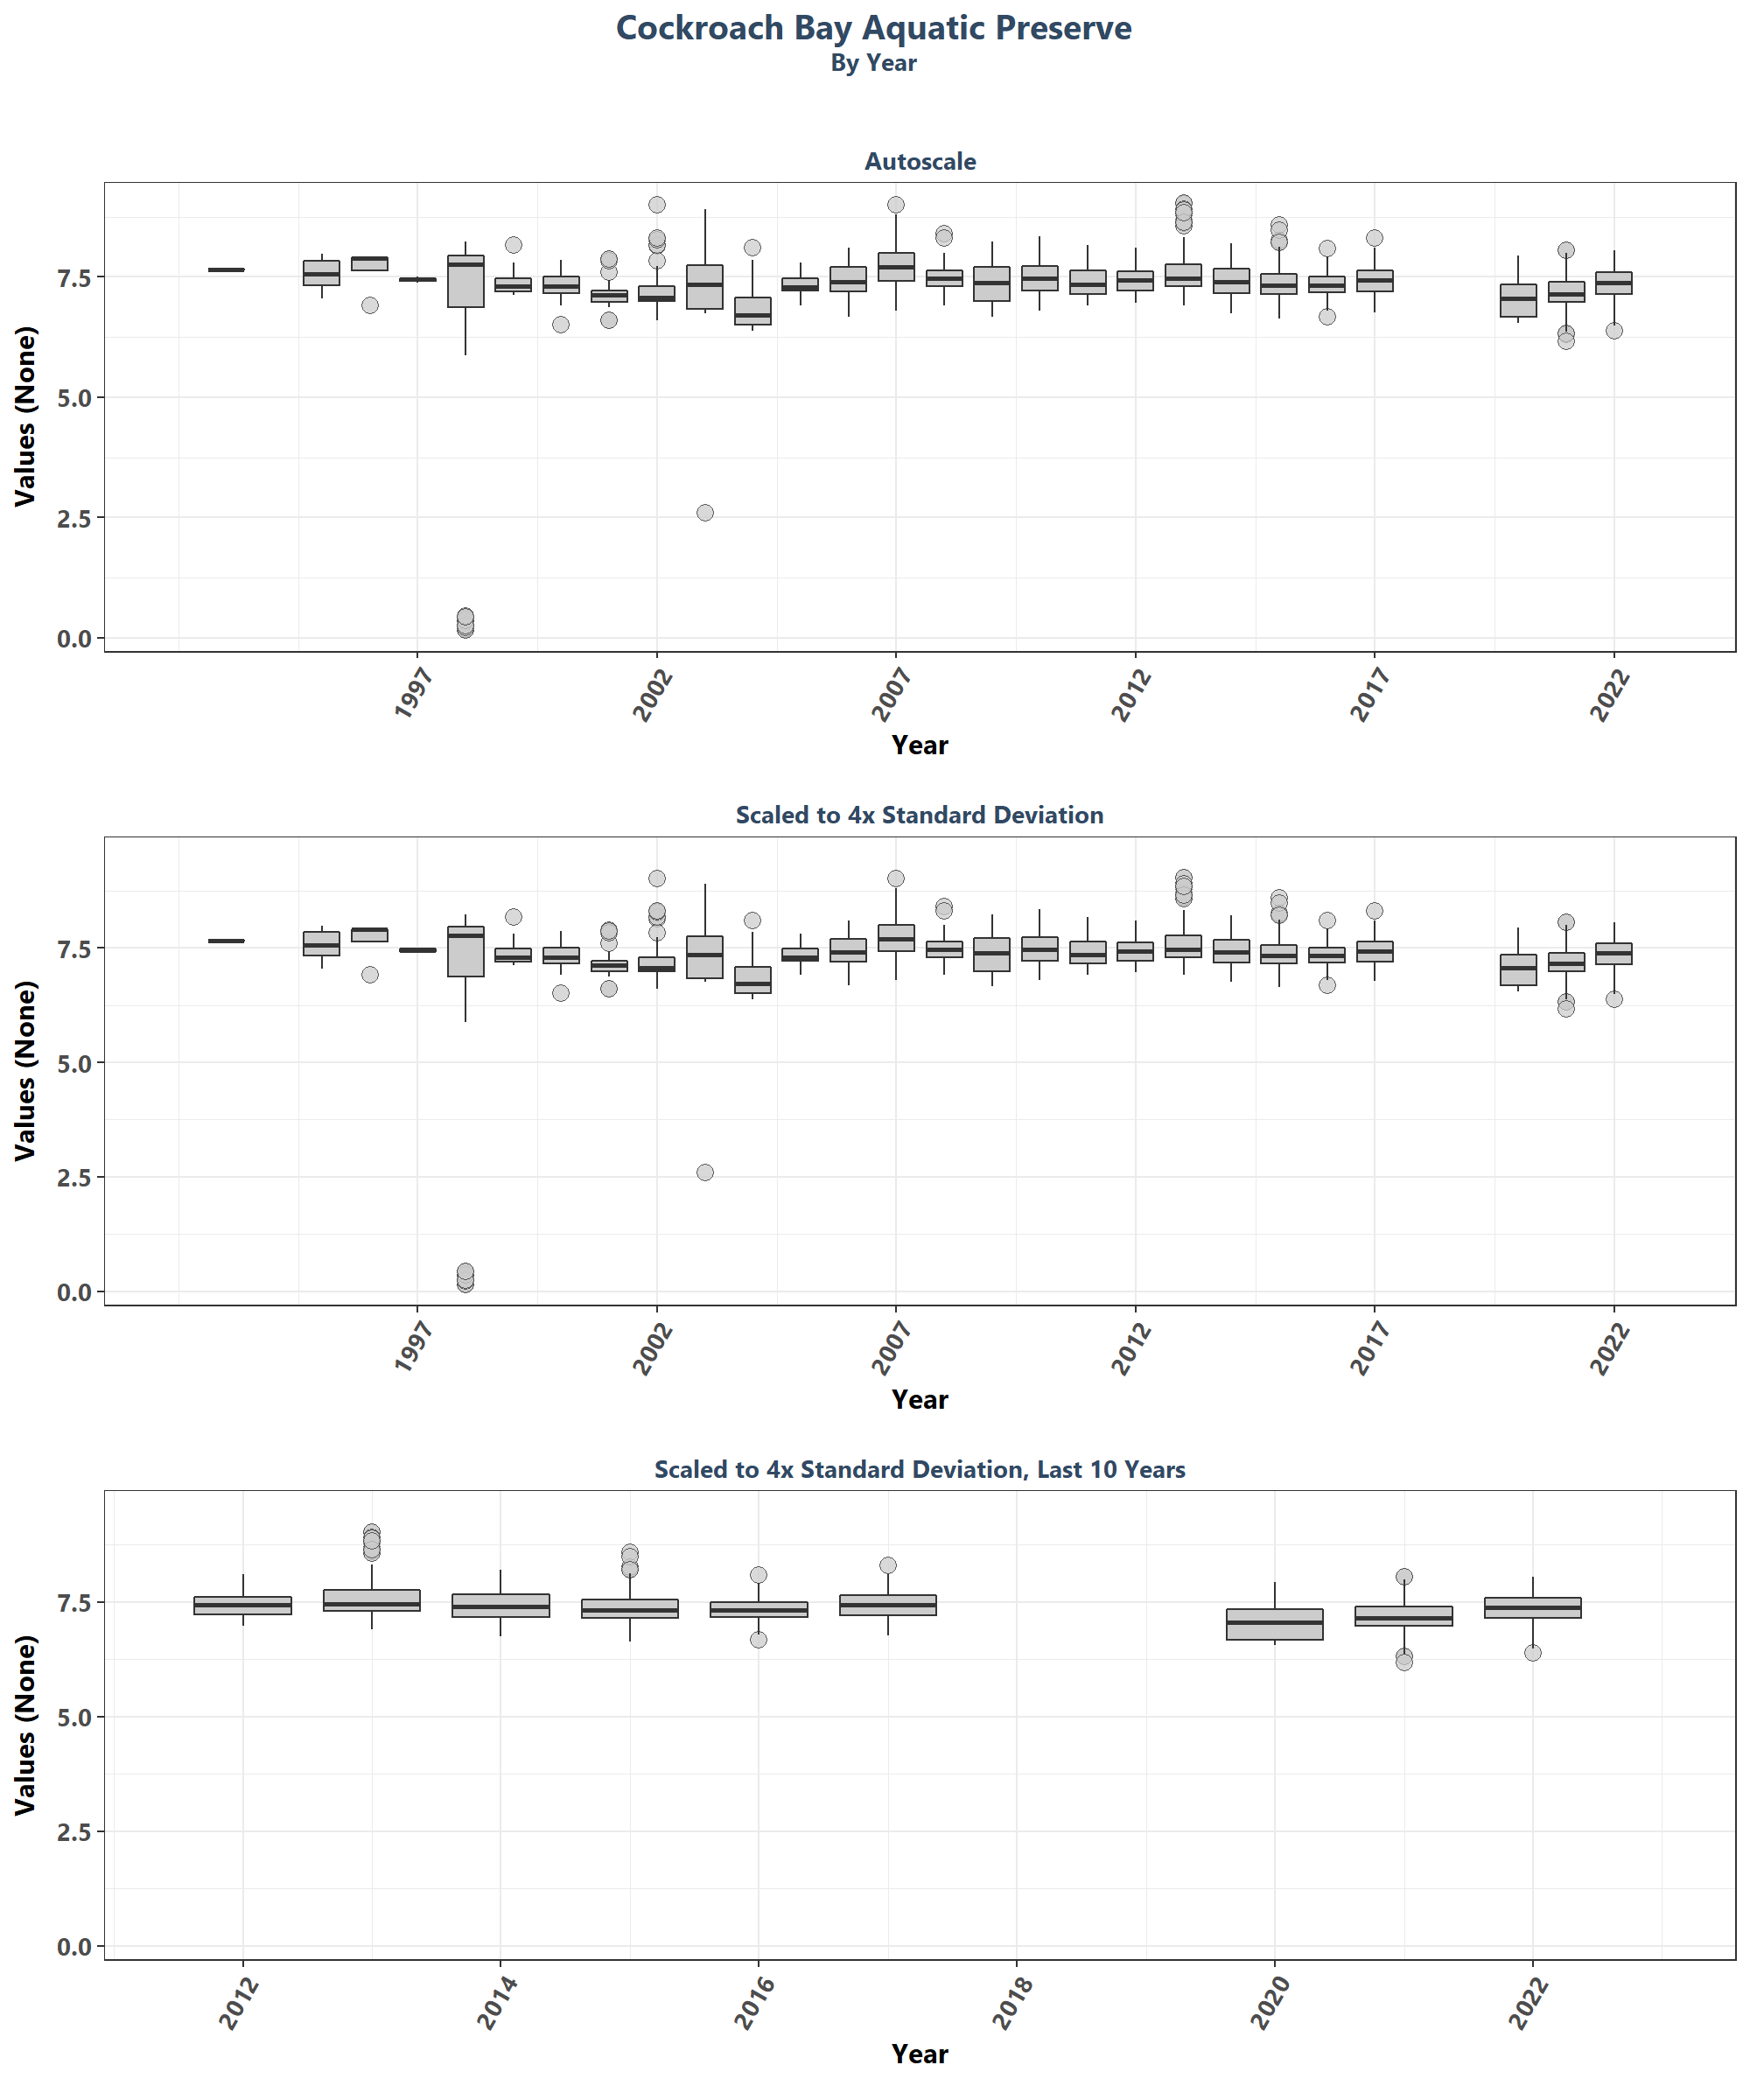 Cockroach Bay Aquatic Preserve
By Year
Autoscale
Values (None)
7.5
5.0
2.5
0.0
1997 2002 2007 2012 2017 2022
Year
Scaled to 4x Standard Deviation
Values (None)
7.5
5.0
2.5
0.0
1997 2002 2007 2012 2017 2022
Year
Scaled to 4x Standard Deviation, Last 10 Years
Values (None)
7.5
5.0
2.5
0.0
2012 2014 2016 2018 2020 2022
Year